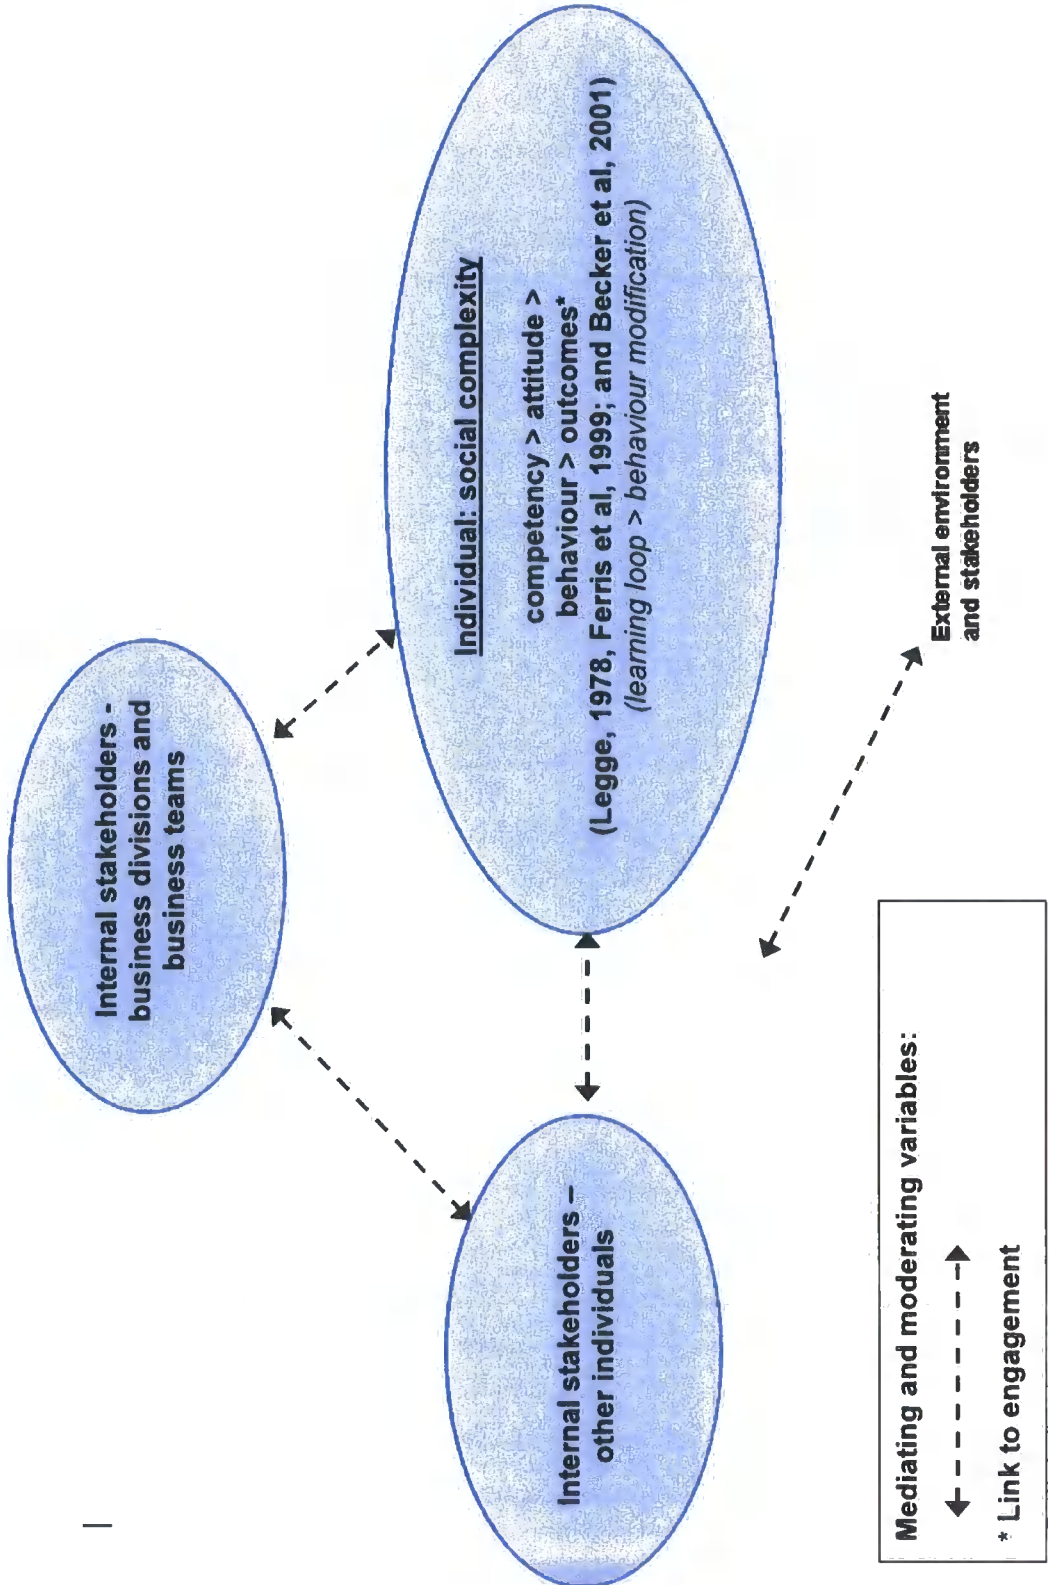 Internal stakeholders -
business divisions and
business teams
Individual: social complexity
competency > attitude >
behaviour > outcomes*
(Legge, 1978, Ferris et al, 1999; and Becker et al, 2001)
(learning loop > behaviour modification)
Internal stakeholders –
other individuals
External environment
and stakeholders
Mediating and moderating variables:
* Link to engagement